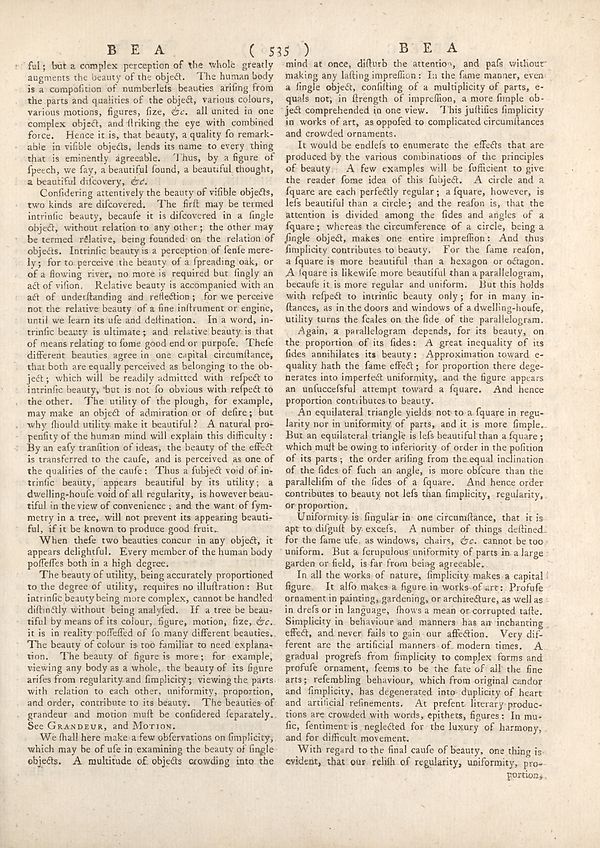 B E A ( 535 ) B E A
ful; but a complex perception of the whole greatly
augments the beauty of the object. The human body
is a compoſition of numberleſs beauties ariſing from
the parts and qualities of the object, various colours,
various motions, figures, ſize, &c. all united in one
complex object, and ſtriking the eye with combined
force. Hence it is, that beauty, a quality ſo remark-
able in viſible objects, lends its name to every thing
that is eminently agreeable. Thus, by a figure of
ſpeech, we ſay, a beautiful ſound, a beautiful thought,
a beautiful diſcovery, &c.
Conſidering attentively the beauty of viſible objects,
two kinds are diſcovered. The firſt may be termed
intrinſic beauty, becauſe it is diſcovered in a ſingle
object, without relation to any other; the other may
be termed relative, being founded on the relation of
objects. Intrinſic beauty is a perception of ſenſe mere-
ly; for to perceive the beauty of a ſpreading oak, or
of a flowing river, no more is required but ſingly an
act of viſion. Relative beauty is accompanied with an
act of underſtanding and reflection; for we perceive
not the relative beauty of a fine inſtrument or engine,
until we learn its uſe and deſtination. In a word, in-
trinſic beauty is ultimate; and relative beauty is that
of means relating to ſome good end or purpoſe. Theſe
different beauties agree in one capital circumſtance,
that both are equally perceived as belonging to the ob-
ject; which will be readily admitted with reſpect to
intrinſic beauty, but is not ſo obvious with reſpect to
the other. The utility of the plough, for example,
may make an object of admiration or of deſire; but
why ſhould utility make it beautiful? A natural pro-
penſity of the human mind will explain this difficulty:
By an eaſy tranſition of ideas, the beauty of the effect
is transferred to the cauſe, and is perceived as one of
the qualities of the cauſe: Thus a ſubject void of in-
trinſic beauty, appears beautiful by its utility; a
dwelling-houſe void of all regularity, is however beau-
tiful in the view of convenience; and the want of ſym-
metry in a tree, will not prevent its appearing beauti-
ful, if it be known to produce good fruit.
When theſe two beauties concur in any object, it
appears delightful. Every member of the human body
poſſeſſes both in a high degree.
The beauty of utility, being accurately proportioned
to the degree of utility, requires no illuſtration: But
intrinſic beauty being more complex, cannot be handled
diſtinctly without being analyſed. If a tree be beau-
tiful by means of its colour, figure, motion, ſize, &c.
it is in reality poſſeſſed of ſo many different beauties.
The beauty of colour is too familiar to need explana-
tion. The beauty of figure is more; for example,
viewing any body as a whole, the beauty of its figure
ariſes from regularity and ſimplicity; viewing the parts
with relation to each other, uniformity, proportion,
and order, contribute to its beauty. The beauties of
grandeur and motion muſt be conſidered ſeparately.
See GRANDEUR, and MOTION.
We ſhall here make a few obſervations on ſimplicity,
which may be of uſe in examining the beauty of ſingle
objects. A multitude of objects crowding into the
mind at once, diſturb the attention, and paſs without
making any laſting impreſſion: In the ſame manner, even
a ſingle object, conſiſting of a multiplicity of parts, e-
quals not, in ſtrength of impreſſion, a more ſimple ob-
ject comprehended in one view. This juſtifies ſimplicity
in works of art, as oppoſed to complicated circumſtances
and crowded ornaments.
It would be endleſs to enumerate the effects that are
produced by the various combinations of the principles
of beauty. A few examples will be ſufficient to give
the reader ſome idea of this ſubject. A circle and a
ſquare are each perfectly regular; a ſquare, however, is
leſs beautiful than a circle; and the reaſon is, that the
attention is divided among the ſides and angles of a
ſquare; whereas the circumference of a circle, being a
ſingle object, makes one entire impreſſion: And thus
ſimplicity contributes to beauty. For the ſame reaſon,
a ſquare is more beautiful than a hexagon or octagon.
A ſquare is likewiſe more beautiful than a parallelogram,
becauſe it is more regular and uniform. But this holds
with reſpect to intrinſic beauty only; for in many in-
ſtances, as in the doors and windows of a dwelling-houſe,
utility turns the ſcales on the ſide of the parallelogram.
Again, a parallelogram depends, for its beauty, on
the proportion of its ſides: A great inequality of its
ſides annihilates its beauty: Approximation toward e-
quality hath the ſame effect; for proportion there dege-
nerates into imperfect uniformity, and the figure appears
an unſucceſsful attempt toward a ſquare. And hence
proportion contributes to beauty.
An equilateral triangle yields not to a ſquare in regu-
larity nor in uniformity of parts, and it is more ſimple.
But an equilateral triangle is leſs beautiful than a ſquare;
which muſt be owing to inferiority of order in the poſition
of its parts; the order ariſing from the equal inclination
of the ſides of ſuch an angle, is more obſcure than the
paralleliſm of the ſides of a ſquare. And hence order
contributes to beauty not leſs than ſimplicity, regularity,
or proportion.
Uniformity is ſingular in one circumſtance, that it is
apt to diſguſt by exceſs. A number of things deſtined
for the ſame uſe, as windows, chairs, &c. cannot be too
uniform. But a ſcrupulous uniformity of parts in a large
garden or field, is far from being agreeable.
In all the works of nature, ſimplicity makes a capital
figure. It alſo makes a figure in works of art: Profuſe
ornament in painting, gardening, or architecture, as well as
in dreſs or in language, ſhows a mean or corrupted taſte.
Simplicity in behaviour and manners has an inchanting
effect, and never fails to gain our affection. Very dif-
ferent are the artificial manners of modern times. A
gradual progreſs from ſimplicity to complex forms and
profuſe ornament, ſeems to be the fate of all the fine
arts; reſembling behaviour, which from original candor
and ſimplicity, has degenerated into duplicity of heart
and artificial refinements. At preſent literary produc-
tions are crowded with words, epithets, figures: In mu-
ſic, ſentiment is neglected for the luxury of harmony,
and for difficult movement.
With regard to the final cauſe of beauty, one thing is
evident, that our reliſh of regularity, uniformity, pro-
portion,